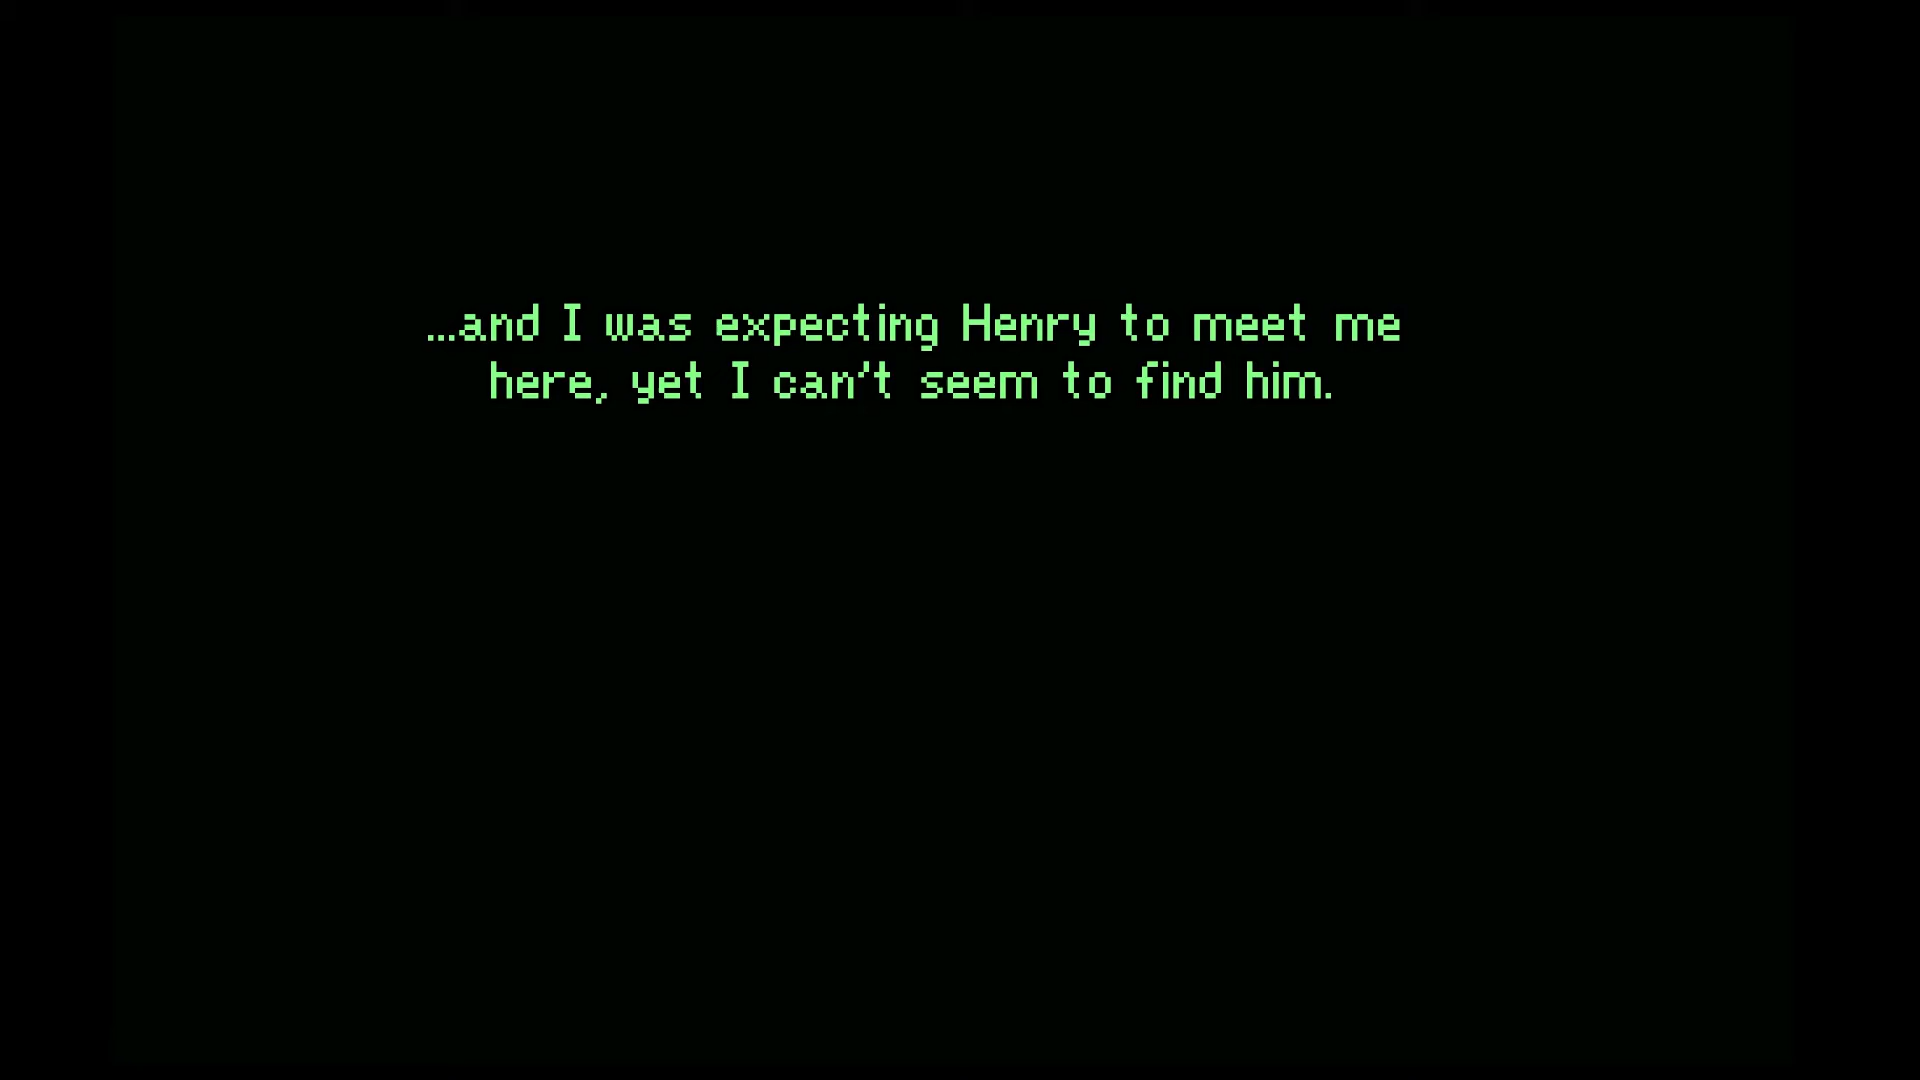 ...and I was expecting Henry to meet me
here, yet I can't seem to find him.